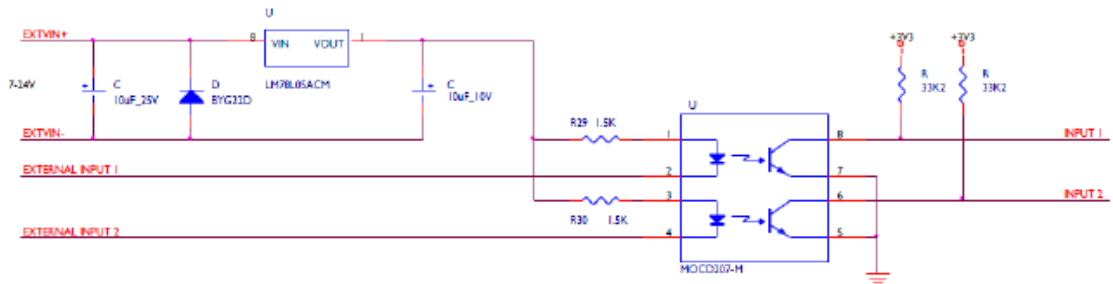 U
EXTVIN+
8
VIN
VOUT
1
+3V3
+3V3
7-24V
C
10uF_25V
D
BYG22D
LM78L05ACM
C
10uF_10V
R
33K2
R
33K2
EXTVIN-
U
R29 1.5K
1
8
INPUT 1
EXTERNAL INPUT 1
2
7
3
6
INPUT 2
R30 1.5K
EXTERNAL INPUT 2
4
5
MOCD207-M